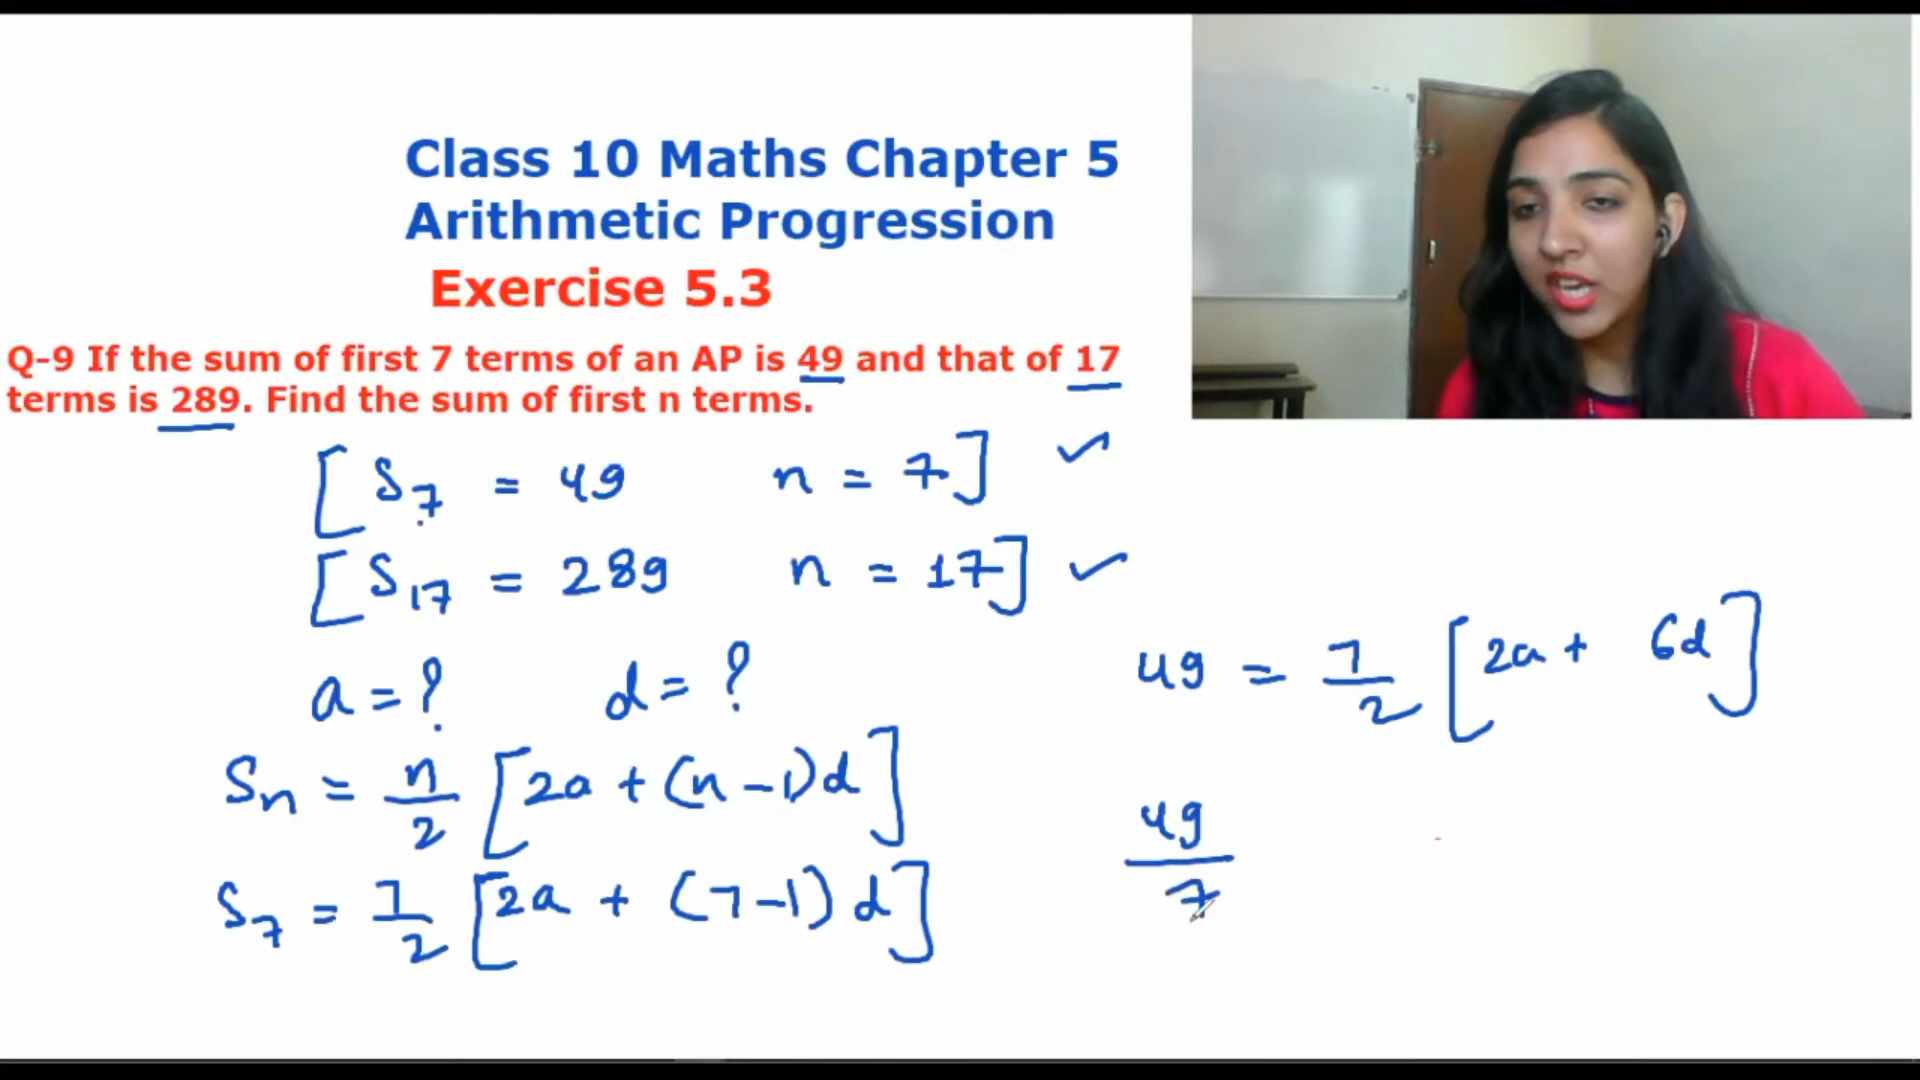 Class 10 Maths Chapter 5
Arithmetic Progression
Exercise 5.3
Q-9 If the sum of first 7 terms of an AP is 49 and that of 17
terms is 289. Find the sum of first n terms.
[S₇ = 49 n = 7] ✓
[S₁₇ = 289 n = 17] ✓
a = ? d = ?
Sₙ = n/2 [2a + (n-1)d]
S₇ = 7/2 [2a + (7-1)d]
49 = 7/2 [2a + 6d]
49/7